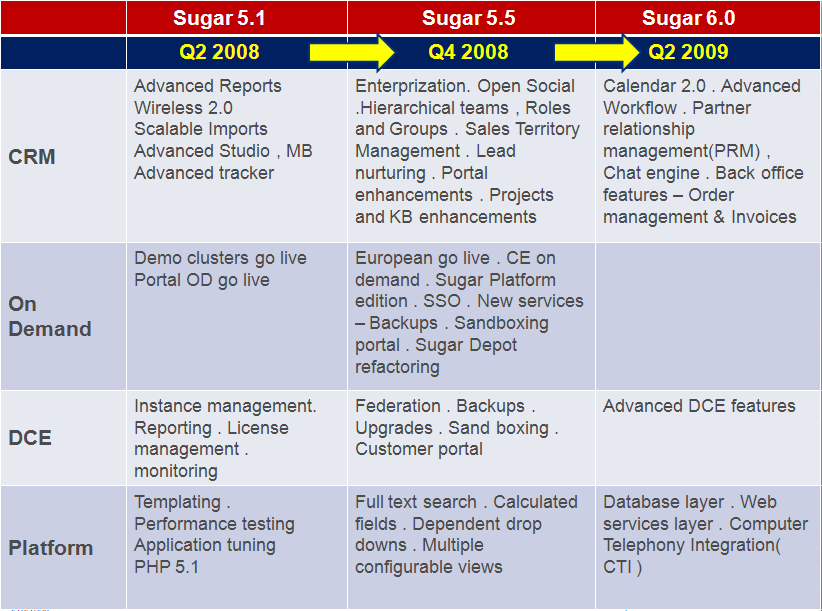 Sugar 5.1
Sugar 5.5
Sugar 6.0
Q2 2008
Q4 2008
Q2 2009
CRM
Advanced Reports
Wireless 2.0
Scalable Imports
Advanced Studio , MB
Advanced tracker
Enterprization. Open Social
.Hierarchical teams , Roles
and Groups . Sales Territory
Management . Lead
nurturing . Portal
enhancements . Projects
and KB enhancements
Calendar 2.0 . Advanced
Workflow . Partner
relationship
management(PRM) ,
Chat engine . Back office
features – Order
management & Invoices
On
Demand
Demo clusters go live
Portal OD go live
European go live . CE on
demand . Sugar Platform
edition . SSO . New services
– Backups . Sandboxing
portal . Sugar Depot
refactoring
DCE
Instance management.
Reporting . License
management .
monitoring
Federation . Backups .
Upgrades . Sand boxing .
Customer portal
Advanced DCE features
Platform
Templating .
Performance testing
Application tuning
PHP 5.1
Full text search . Calculated
fields . Dependent drop
downs . Multiple
configurable views
Database layer . Web
services layer . Computer
Telephony Integration(
CTI )